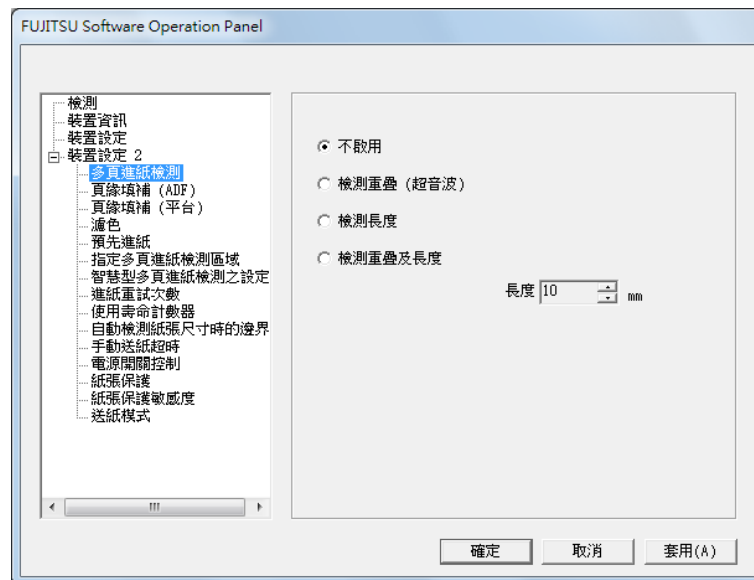 FUJITSU Software Operation Panel
檢測
裝置資訊
裝置設定
裝置設定 2
多頁進紙檢測
頁緣填補 (ADF)
頁緣填補 (平台)
濾色
預先進紙
指定多頁進紙檢測區域
智慧型多頁進紙檢測之設定
進紙重試次數
使用壽命計數器
自動檢測紙張尺寸時的邊界
手動送紙超時
電源開關控制
紙張保護
紙張保護敏感度
送紙模式
不啟用
檢測重疊 (超音波)
檢測長度
檢測重疊及長度
長度 10 mm
確定 取消 套用(A)